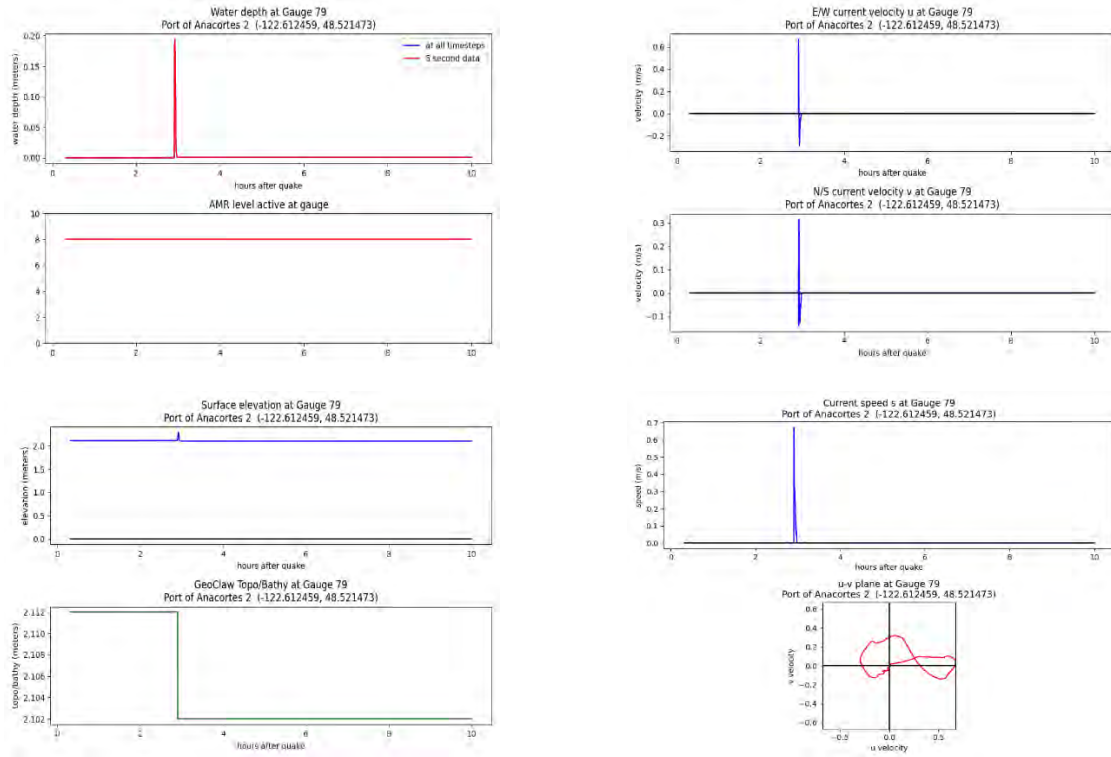 Water depth at Gauge 79
Port of Anacortes 2 (-122.612459, 48.521473)
0.20
0.15
0.10
0.05
0.00
water depth (meters)
at all timesteps
5 second data
0 2 4 6 8 10
hours after quake
AMR level active at gauge
10
8
6
4
2
0
0 2 4 6 8 10
Surface elevation at Gauge 79
Port of Anacortes 2 (-122.612459, 48.521473)
2.0
1.5
1.0
0.5
0.0
elevation (meters)
0 2 4 6 8 10
hours after quake
GeoClaw Topo/Bathy at Gauge 79
Port of Anacortes 2 (-122.612459, 48.521473)
2.112
2.110
2.108
2.106
2.104
2.102
topo/bathy (meters)
0 2 4 6 8 10
hours after quake
E/W current velocity u at Gauge 79
Port of Anacortes 2 (-122.612459, 48.521473)
0.6
0.4
0.2
0.0
−0.2
velocity (m/s)
0 2 4 6 8 10
hours after quake
N/S current velocity v at Gauge 79
Port of Anacortes 2 (-122.612459, 48.521473)
0.3
0.2
0.1
0.0
−0.1
velocity (m/s)
0 2 4 6 8 10
hours after quake
Current speed s at Gauge 79
Port of Anacortes 2 (-122.612459, 48.521473)
0.7
0.6
0.5
0.4
0.3
0.2
0.1
0.0
speed (m/s)
0 2 4 6 8 10
hours after quake
u-v plane at Gauge 79
Port of Anacortes 2 (-122.612459, 48.521473)
0.6
0.4
0.2
0.0
−0.2
−0.4
−0.6
v velocity
−0.5 0.0 0.5
u velocity